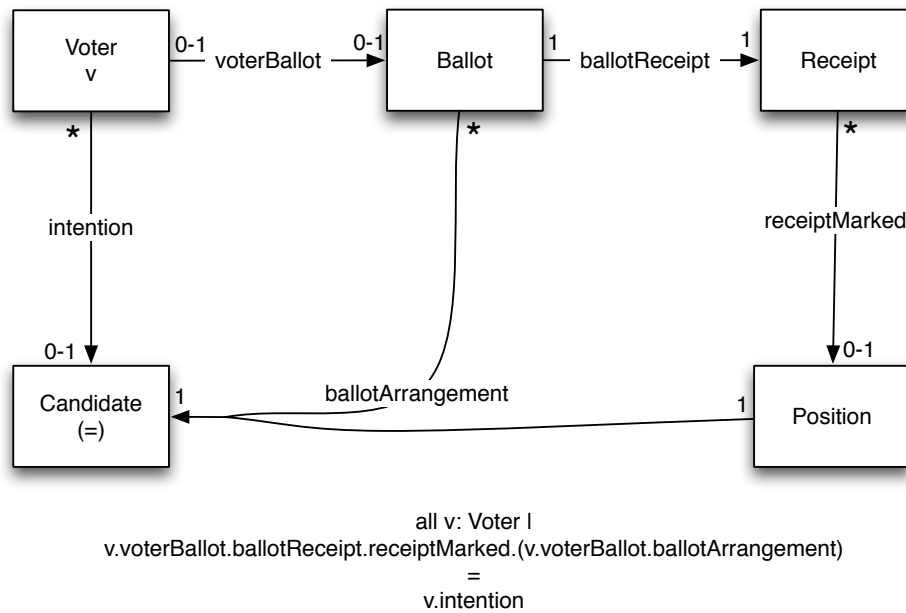 Voter
v
0-1
voterBallot
0-1
Ballot
1
ballotReceipt
1
Receipt
*
*
*
intention
receiptMarked
0-1
0-1
Candidate
(=)
1
ballotArrangement
1
Position
all v: Voter |
v.voterBallot.ballotReceipt.receiptMarked.(v.voterBallot.ballotArrangement)
=
v.intention